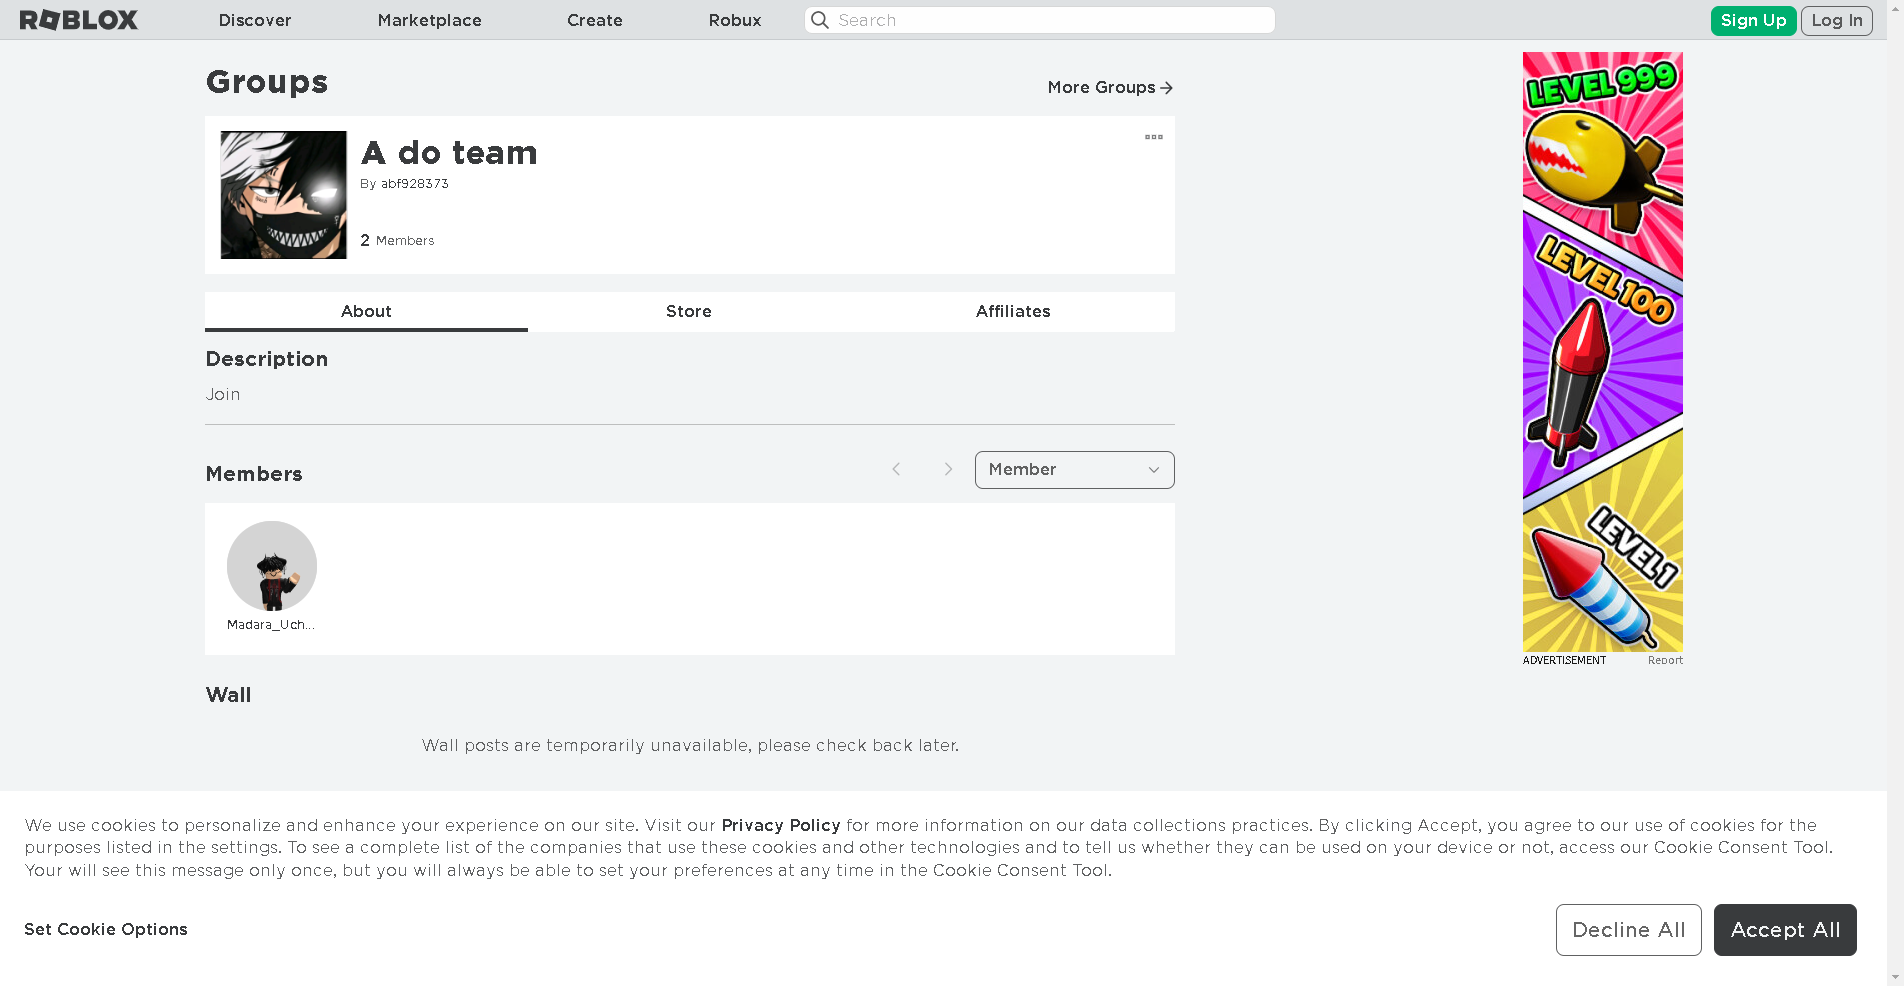 ROBLOX
Discover
Marketplace
Create
Robux
Search
Sign Up
Log In
Groups
More Groups
A do team
By abf928373
2 Members
About
Store
Affiliates
Description
Join
Members
Member
Madara_Uch...
Wall
Wall posts are temporarily unavailable, please check back later.
LEVEL 999
LEVEL 100
LEVEL 1
ADVERTISEMENT
Report
We use cookies to personalize and enhance your experience on our site. Visit our Privacy Policy for more information on our data collections practices. By clicking Accept, you agree to our use of cookies for the
purposes listed in the settings. To see a complete list of the companies that use these cookies and other technologies and to tell us whether they can be used on your device or not, access our Cookie Consent Tool.
Your will see this message only once, but you will always be able to set your preferences at any time in the Cookie Consent Tool.
Set Cookie Options
Decline All
Accept All